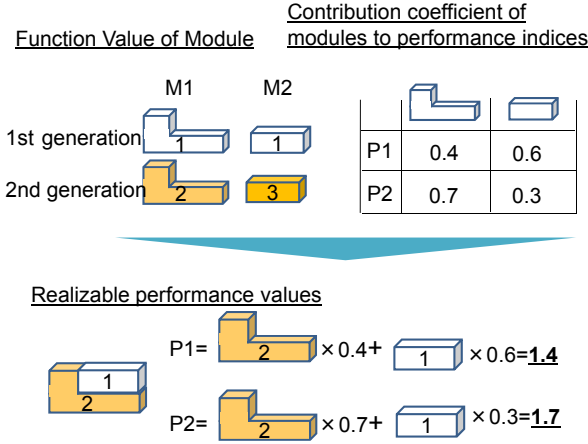 Function Value of Module
Contribution coefficient of
modules to performance indices
M1 M2
1st generation 1 1
2nd generation 2 3
P1 0.4 0.6
P2 0.7 0.3
Realizable performance values
1
2
P1= 2 ×0.4+ 1 ×0.6=1.4
P2= 2 ×0.7+ 1 ×0.3=1.7